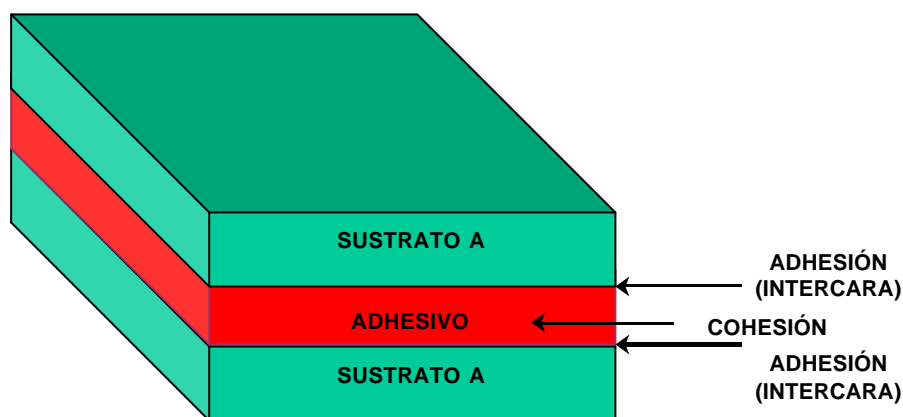 SUSTRATO A
ADHESIÓN
(INTERCARA)
ADHESIVO
COHESIÓN
SUSTRATO A
ADHESIÓN
(INTERCARA)